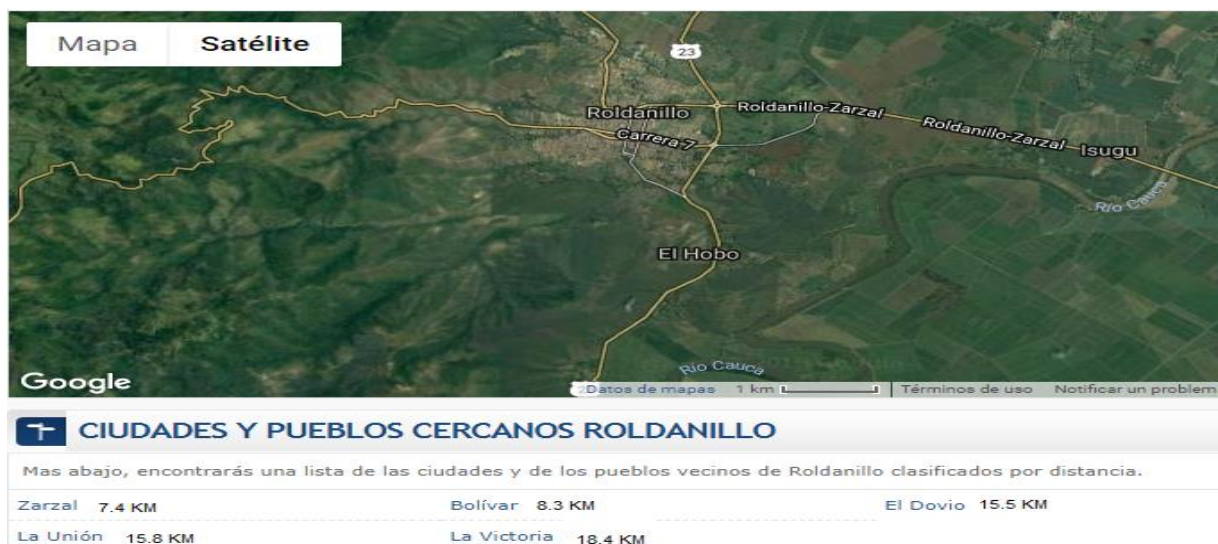 Mapa Satélite
23
Roldanillo
Roldanillo-Zarzal
Roldanillo-Zarzal
Isugu
Carrera 7
Río Cauca
El Hobo
Río Cauca
Google
Datos de mapas 1 km Términos de uso Notificar un problem
CIUDADES Y PUEBLOS CERCANOS ROLDANILLO
Mas abajo, encontrarás una lista de las ciudades y de los pueblos vecinos de Roldanillo clasificados por distancia.
Zarzal 7.4 KM Bolívar 8.3 KM El Dovio 15.5 KM
La Unión 15.8 KM La Victoria 18.4 KM